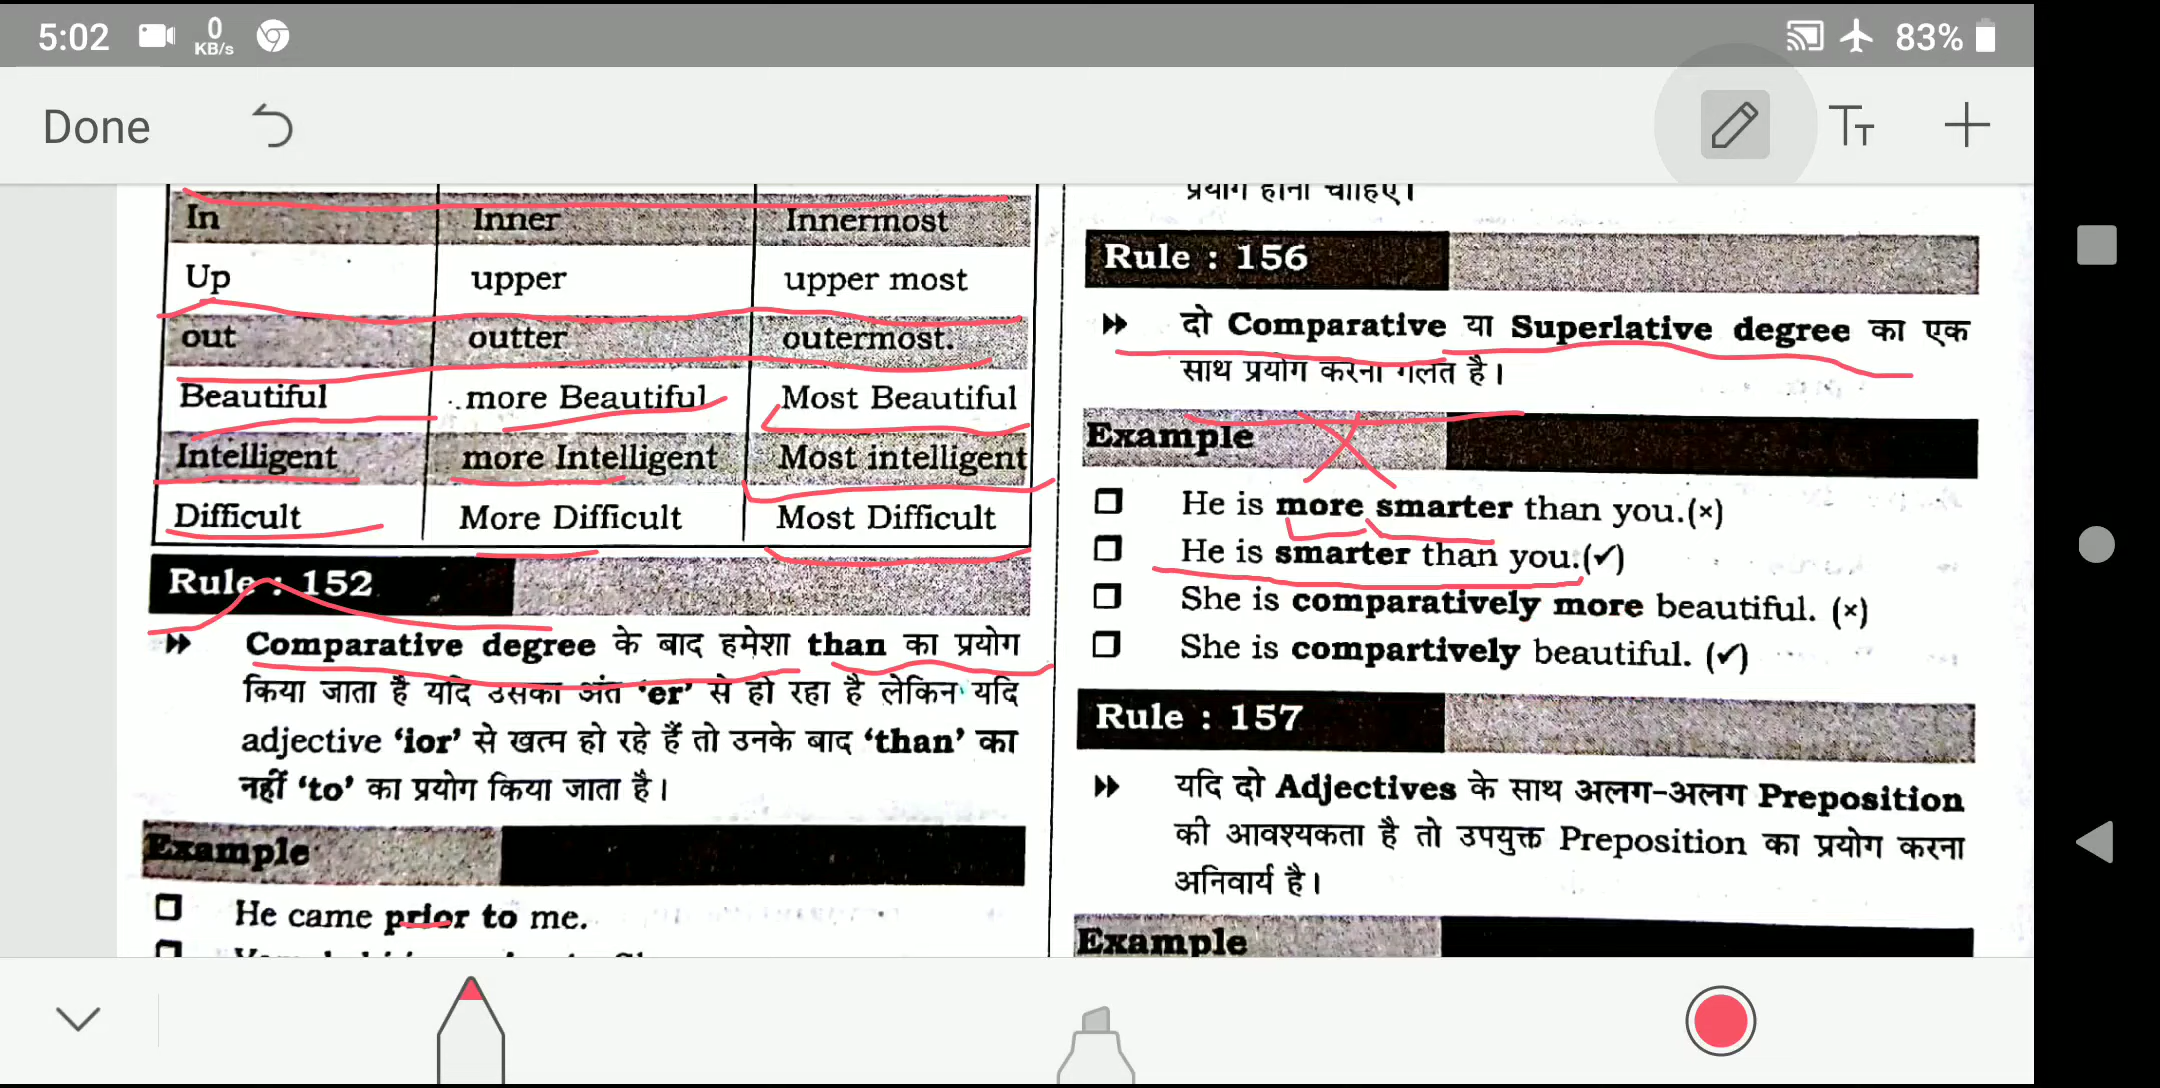 5:02
0
KB/s
83%
Done
In Inner Innermost
Up upper upper most
out outter outermost.
Beautiful more Beautiful Most Beautiful
Intelligent more Intelligent Most intelligent
Difficult More Difficult Most Difficult
Rule : 152
Comparative degree के बाद हमेशा than का प्रयोग
किया जाता है यदि उसका अंत 'er' से हो रहा है लेकिन यदि
adjective 'ior' से खत्म हो रहे हैं तो उनके बाद 'than' का
नहीं 'to' का प्रयोग किया जाता है।
Example
He came prior to me.
प्रयोग होना चाहिए।
Rule : 156
दो Comparative या Superlative degree का एक
साथ प्रयोग करना गलत है।
Example
He is more smarter than you.(×)
He is smarter than you.(✓)
She is comparatively more beautiful. (×)
She is compartively beautiful. (✓)
Rule : 157
यदि दो Adjectives के साथ अलग-अलग Preposition
की आवश्यकता है तो उपयुक्त Preposition का प्रयोग करना
अनिवार्य है।
Example